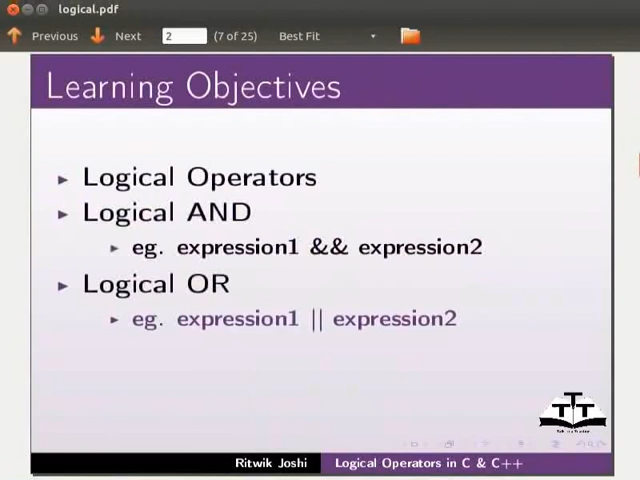 logical.pdf
Previous Next 2 (7 of 25) Best Fit
Learning Objectives
Logical Operators
Logical AND
eg. expression1 && expression2
Logical OR
eg. expression1 || expression2
Ritwik Joshi Logical Operators in C & C++